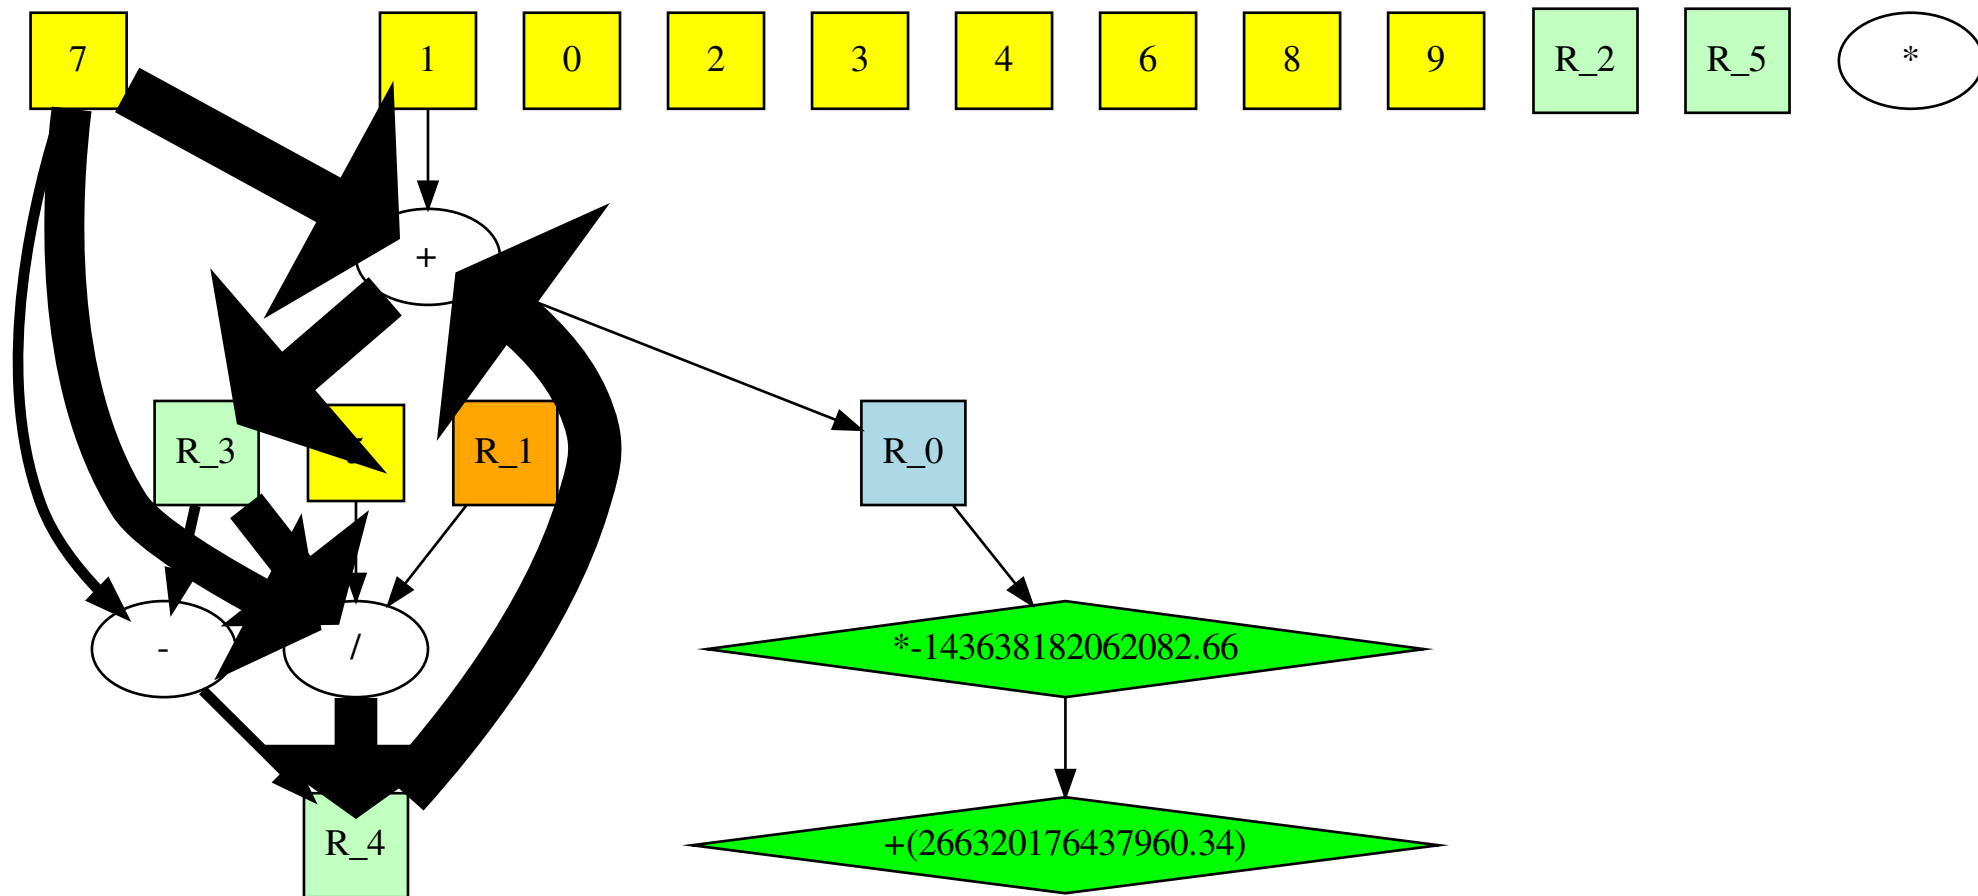 7 1 0 2 3 4 6 8 9 R_2 R_5 *
+
R_3 R_1 R_0
- / *-143638182062082.66
R_4 +(266320176437960.34)